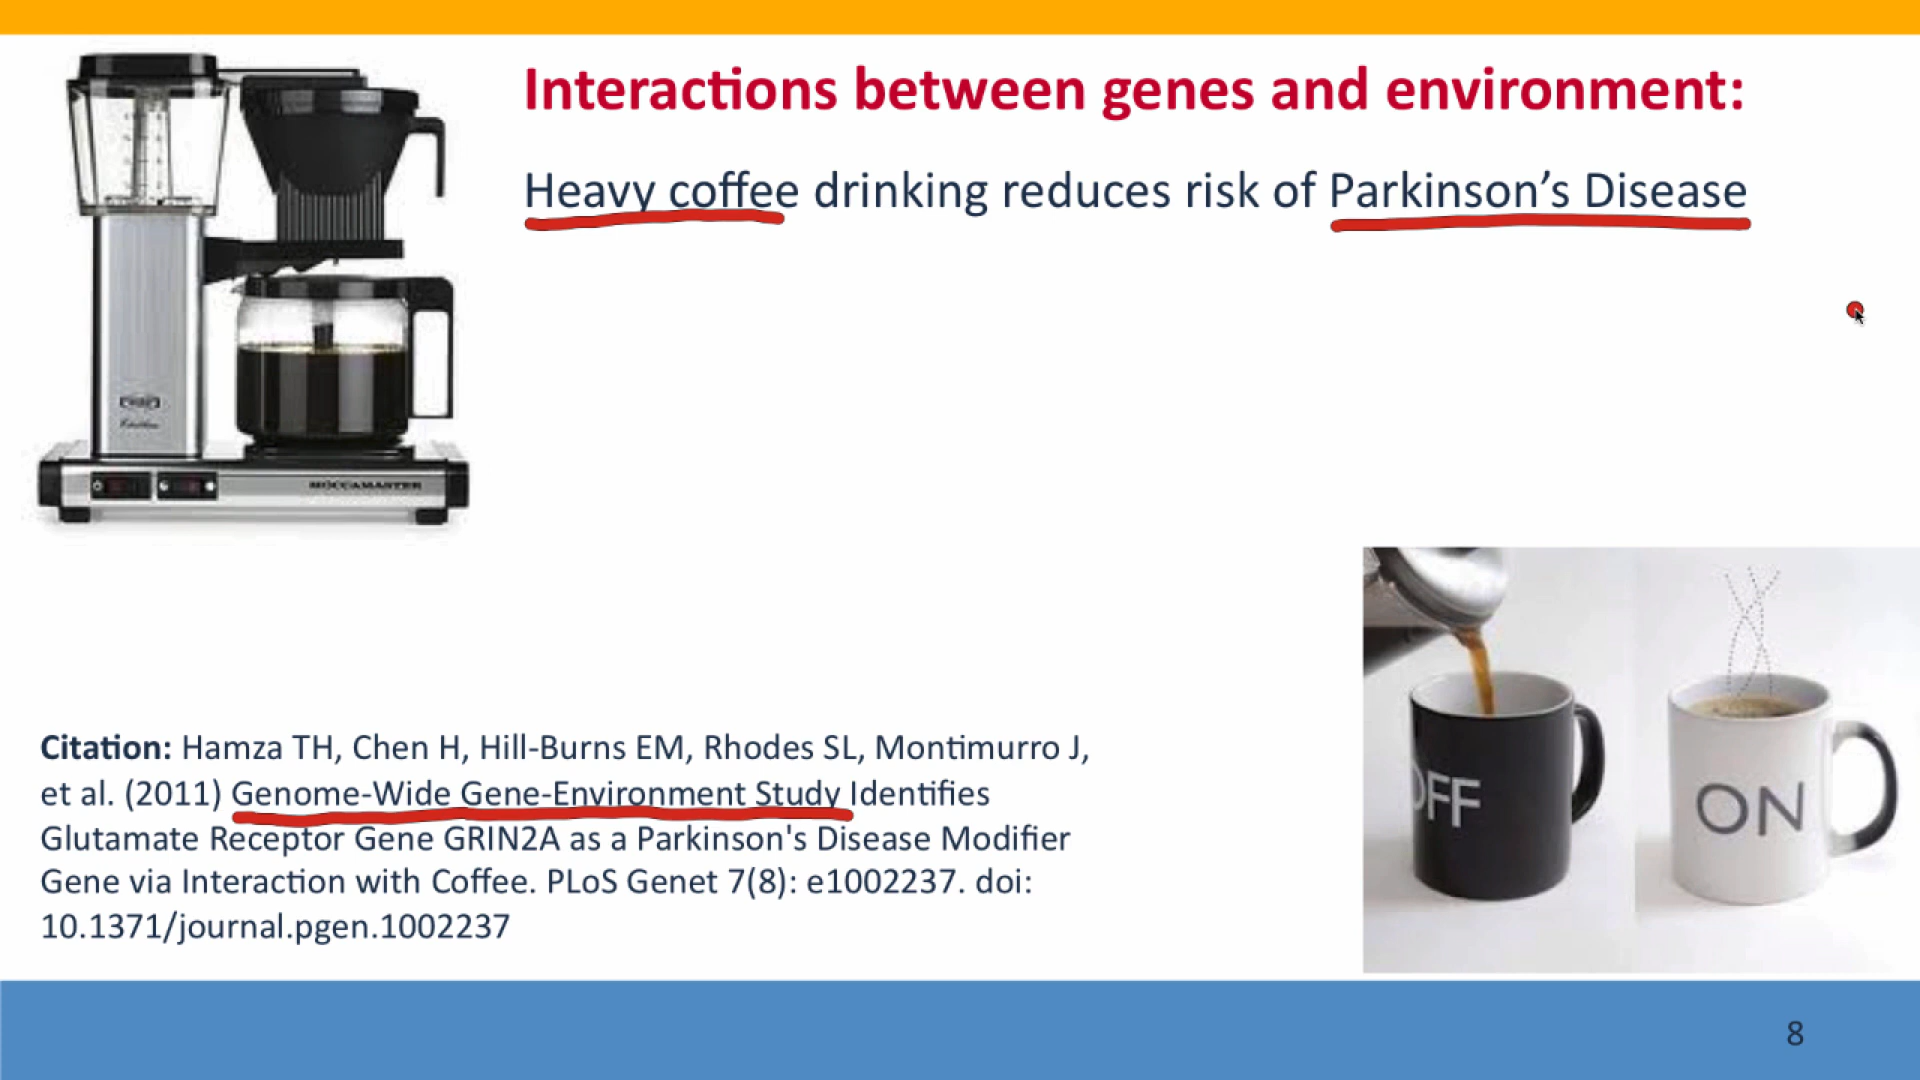 Interactions between genes and environment:
Heavy coffee drinking reduces risk of Parkinson’s Disease
MOCCAMASTER
OFF
ON
Citation: Hamza TH, Chen H, Hill-Burns EM, Rhodes SL, Montimurro J,
et al. (2011) Genome-Wide Gene-Environment Study Identifies
Glutamate Receptor Gene GRIN2A as a Parkinson's Disease Modifier
Gene via Interaction with Coffee. PLoS Genet 7(8): e1002237. doi:
10.1371/journal.pgen.1002237
8